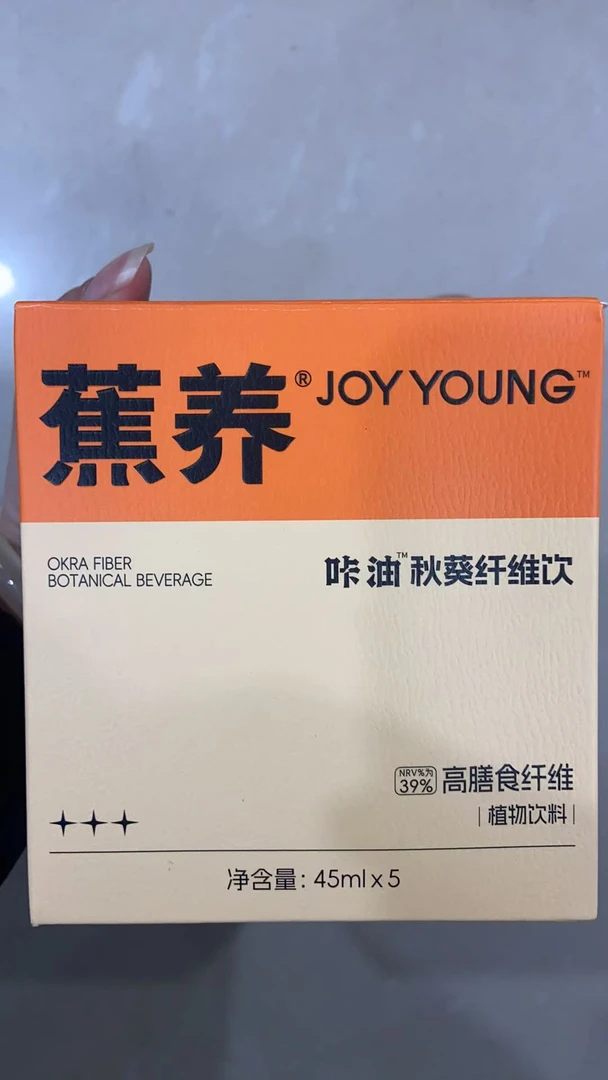 蕉养® JOY YOUNG™
OKRA FIBER
BOTANICAL BEVERAGE
咔油™秋葵纤维饮
NRV%为
39%
高膳食纤维
植物饮料
净含量：45ml x 5